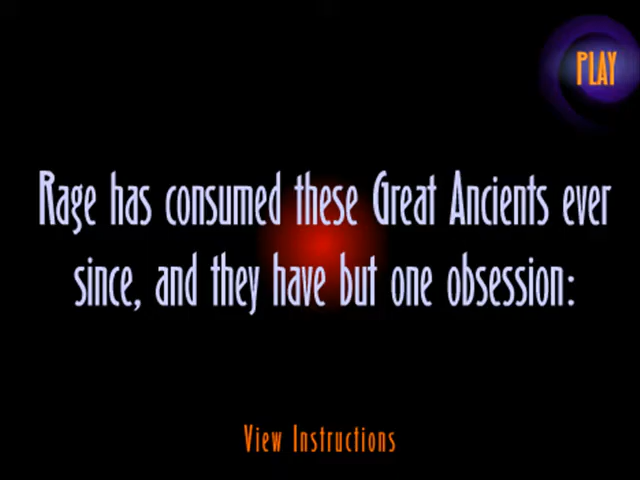 PLAY
Rage has consumed these Great Ancients ever
since, and they have but one obsession:
View Instructions